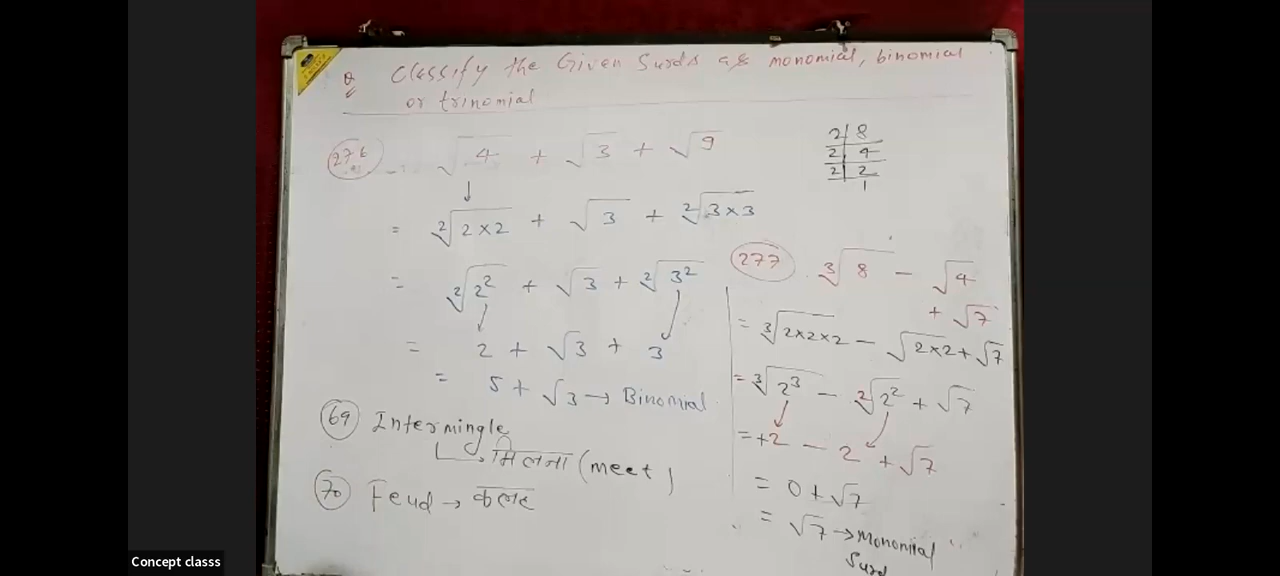 Q Classify the Given Surds as monomial, binomial
or trinomial
276 √4 + √3 + √9
= ²√2×2 + √3 + ²√3×3
= ²√2² + √3 + ²√3²
= 2 + √3 + 3
= 5 + √3 → Binomial
69 Intermingle
→ मिलना (meet)
70 Feud → कलह
2 8
2 4
2 2
1
277 ³√8 - √4
+ √7
= ³√2×2×2 - √2×2 + √7
= ³√2³ - ²√2² + √7
= +2 - 2 + √7
= 0 + √7
= √7 → Monomial
Surd
Concept classs